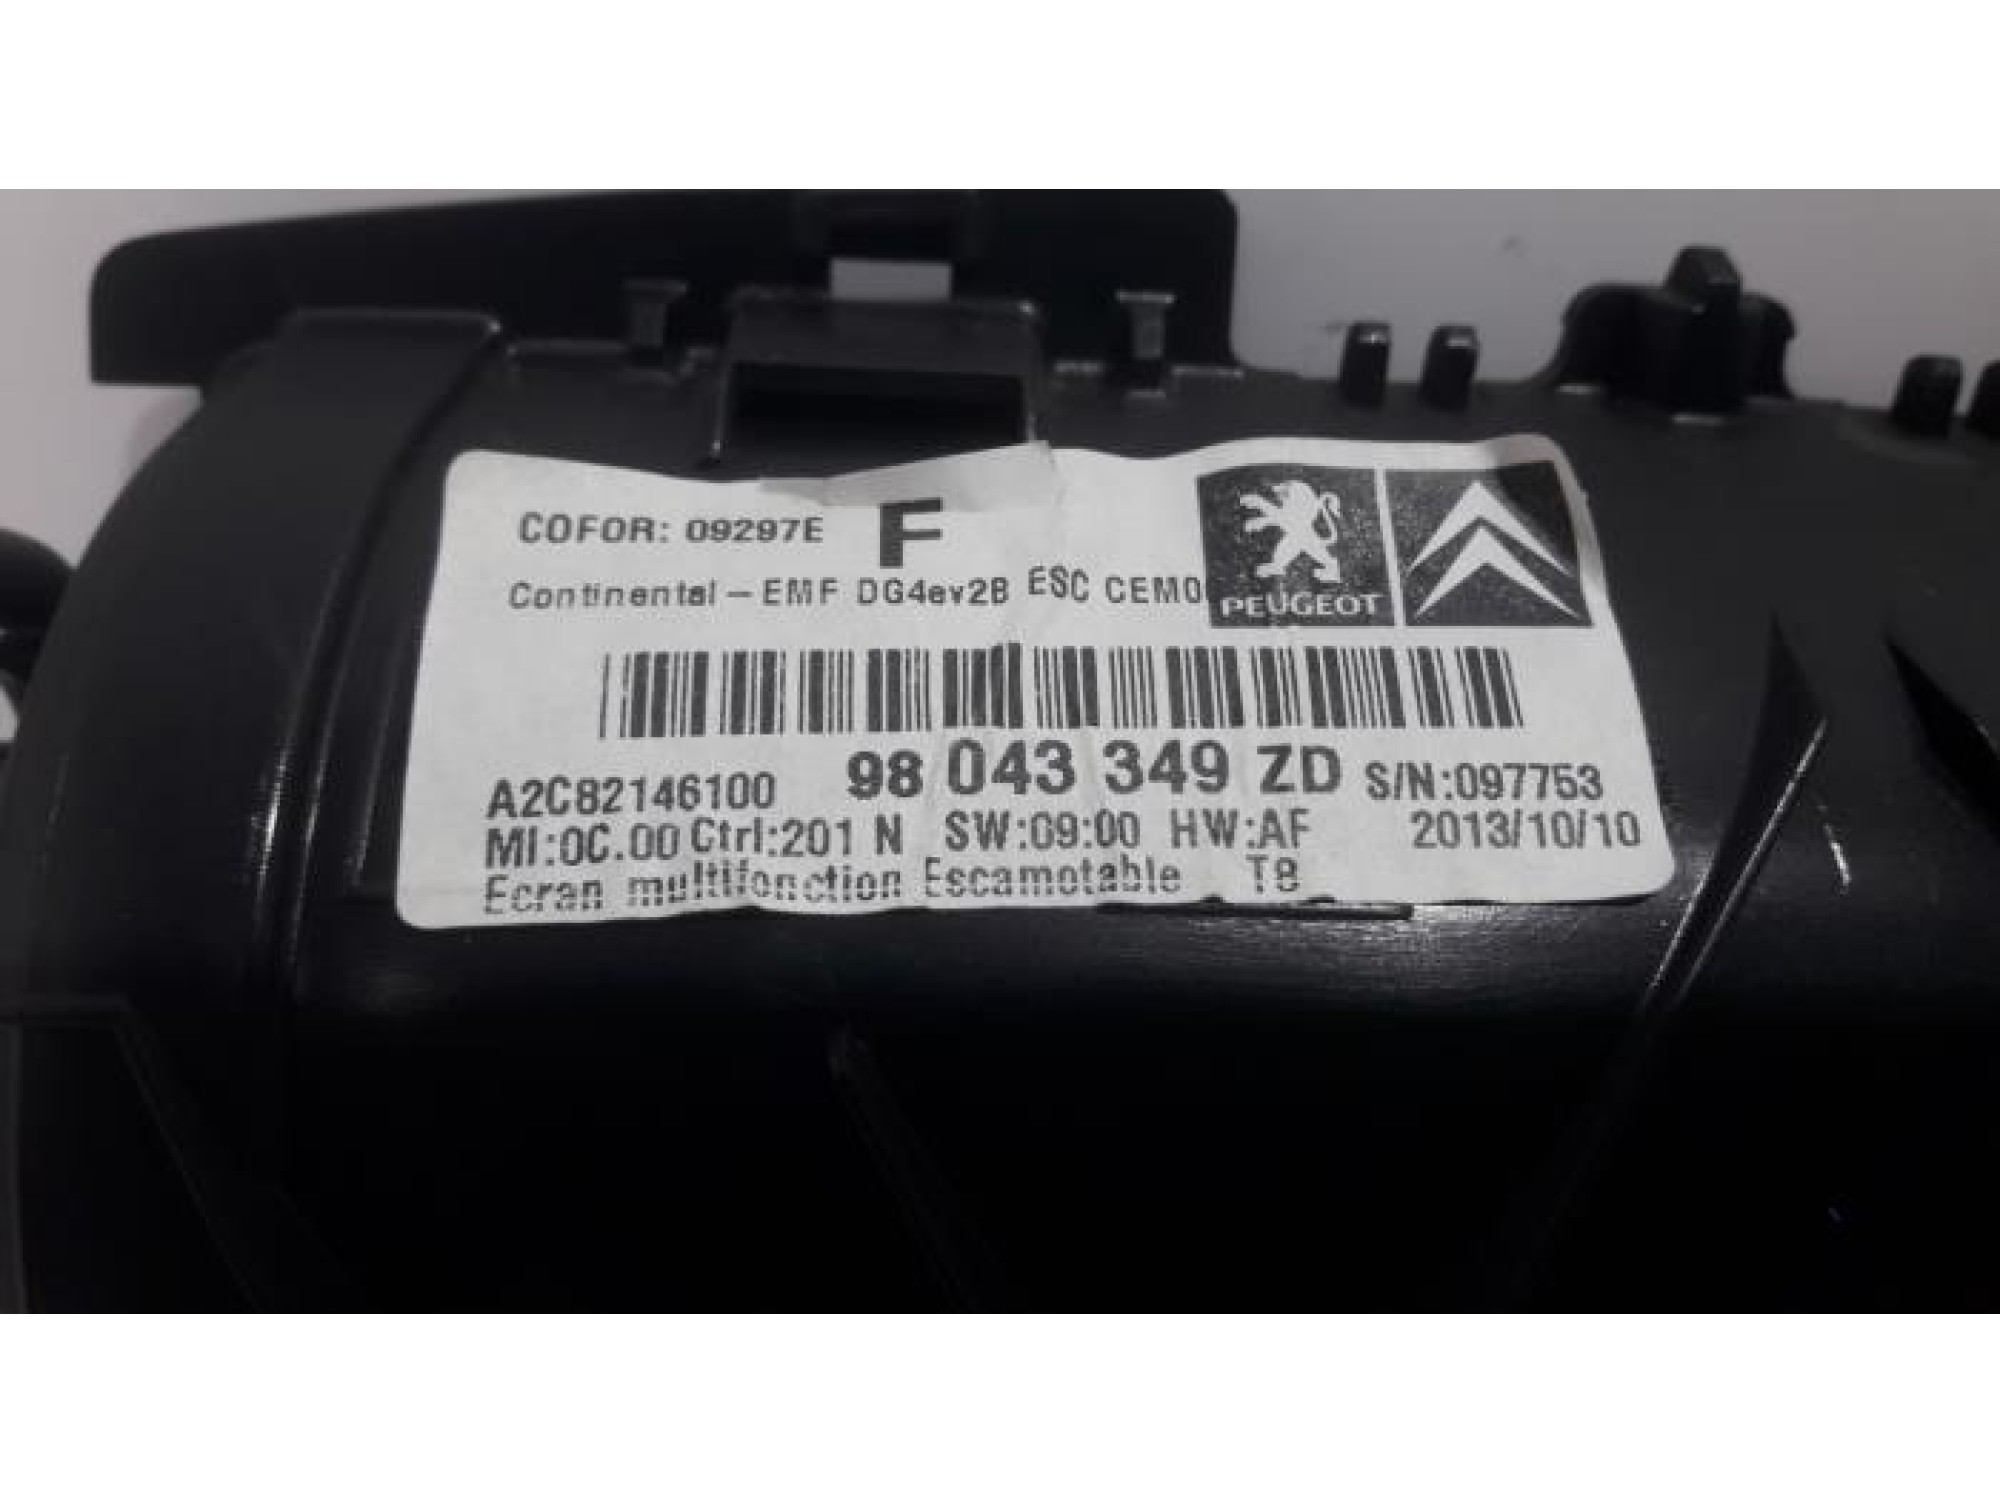 COFOR: 09297E F
Continental - EMF DG4ev2B ESC CEM0
PEUGEOT
A2C82146100 98 043 349 ZD S/N:097753
MI:0C.00 Ctrl:201 N SW:09:00 HW:AF 2013/10/10
Ecran multifonction Escamotable T8